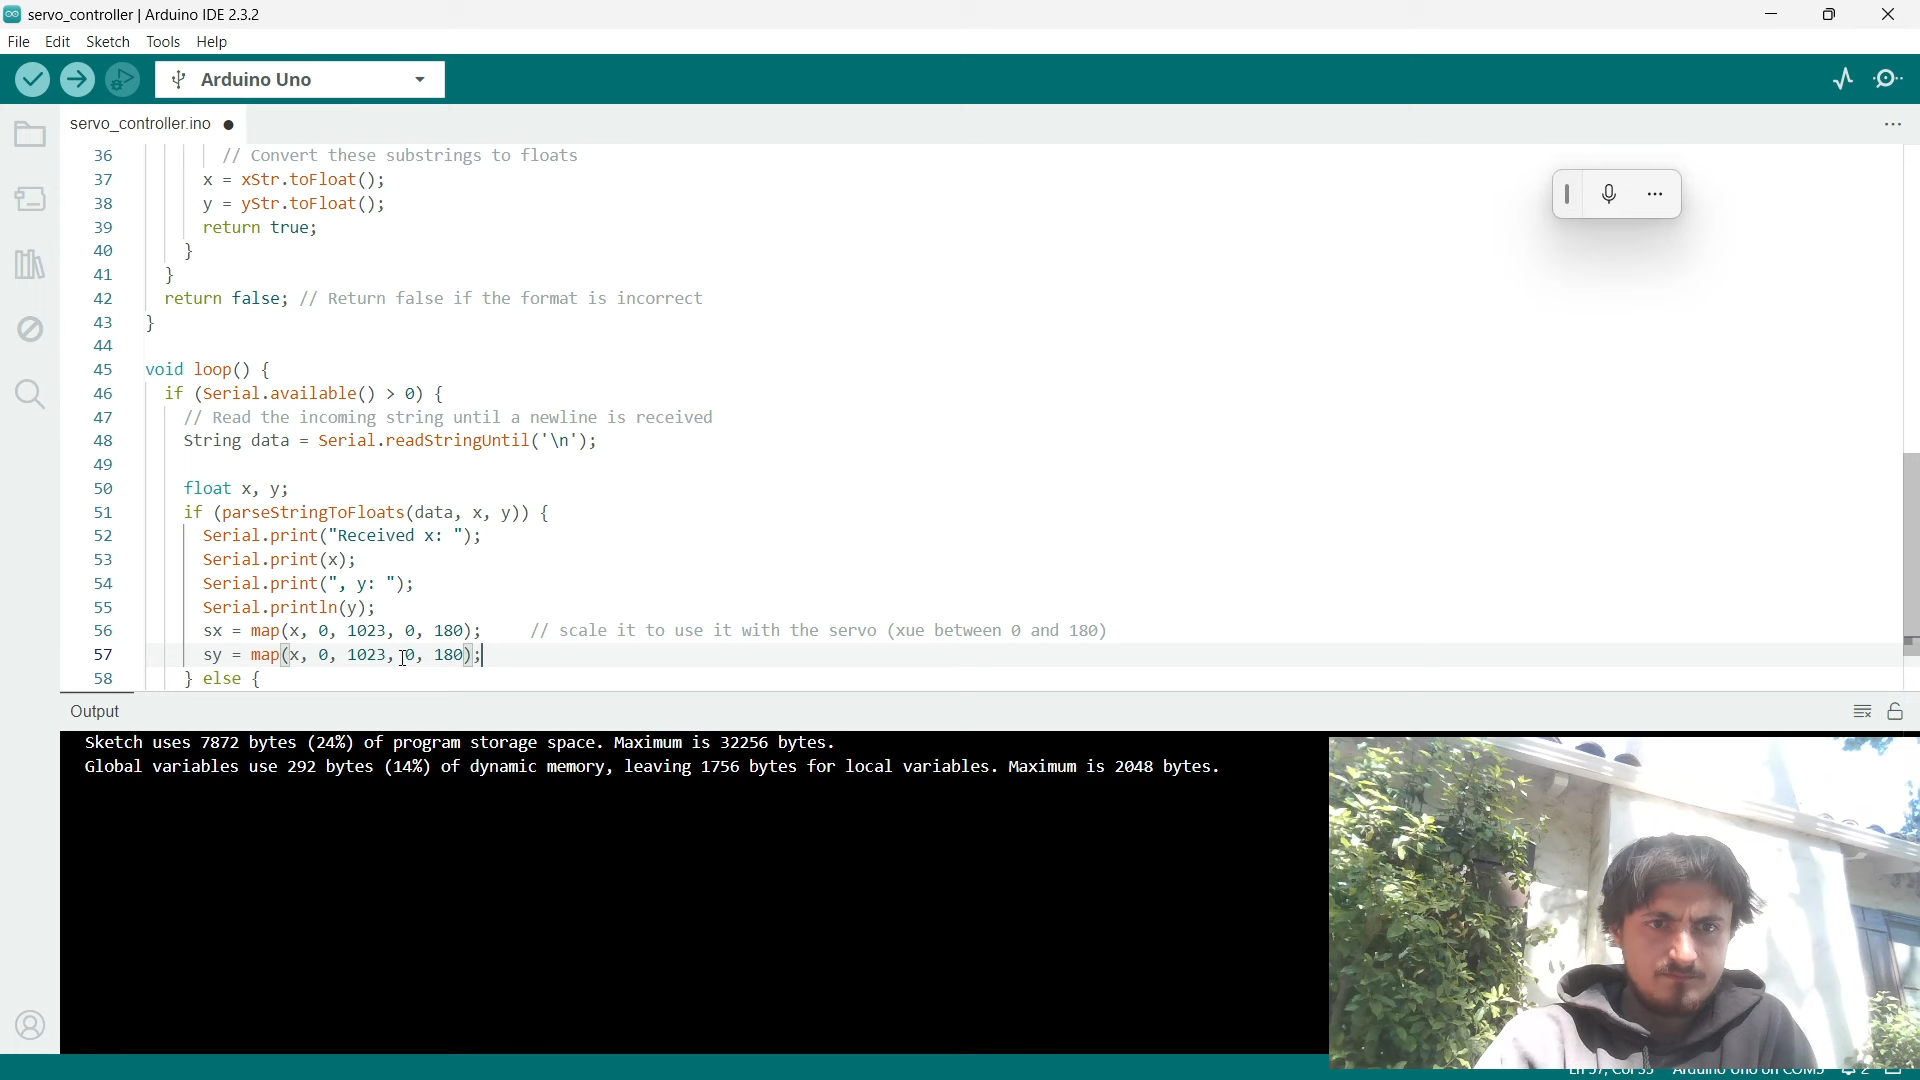 servo_controller | Arduino IDE 2.3.2
File Edit Sketch Tools Help
Arduino Uno
servo_controller.ino
36 // Convert these substrings to floats
37 x = xStr.toFloat();
38 y = yStr.toFloat();
39 return true;
40 }
41 }
42 return false; // Return false if the format is incorrect
43 }
44
45 void loop() {
46 if (Serial.available() > 0) {
47 // Read the incoming string until a newline is received
48 String data = Serial.readStringUntil('\n');
49
50 float x, y;
51 if (parseStringToFloats(data, x, y)) {
52 Serial.print("Received x: ");
53 Serial.print(x);
54 Serial.print(", y: ");
55 Serial.println(y);
56 sx = map(x, 0, 1023, 0, 180); // scale it to use it with the servo (xue between 0 and 180)
57 sy = map(x, 0, 1023, 0, 180);
58 } else {
Output
Sketch uses 7872 bytes (24%) of program storage space. Maximum is 32256 bytes.
Global variables use 292 bytes (14%) of dynamic memory, leaving 1756 bytes for local variables. Maximum is 2048 bytes.